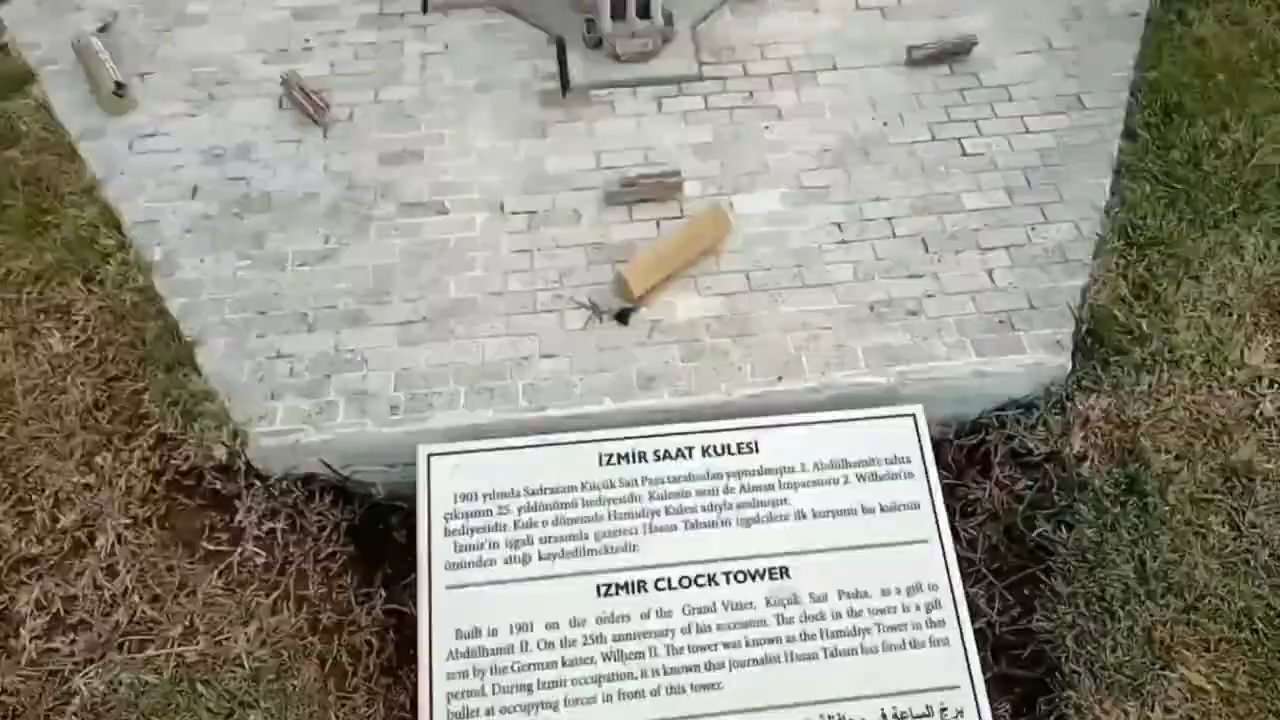 İZMİR SAAT KULESİ
1901 yılında Sadrazam Küçük Sait Paşa tarafından yaptırılmıştır. 2. Abdülhamit'e tahta
çıkışının 25. yıldönümü hediyesidir. Kulenin saati de Alman İmparatoru 2. Wilhelm'in
hediyesidir. Kule o dönemde Hamidiye Kulesi adıyla anılmıştır.
İzmir'in işgali sırasında gazeteci Hasan Tahsin'in işgalcilere ilk kurşunu bu kulenin
önünden attığı kaydedilmektedir.
IZMIR CLOCK TOWER
Built in 1901 on the orders of the Grand Vizier, Küçük Sait Pasha, as a gift to
Abdülhamit II. On the 25th anniversary of his accession. The clock in the tower is a gift
sent by the German kaiser, Wilhem II. The tower was known as the Hamidiye Tower in that
period. During Izmir occupation, it is known that journalist Hasan Tahsin has fired the first
bullet at occupying forces in front of this tower.
برج الساعة في